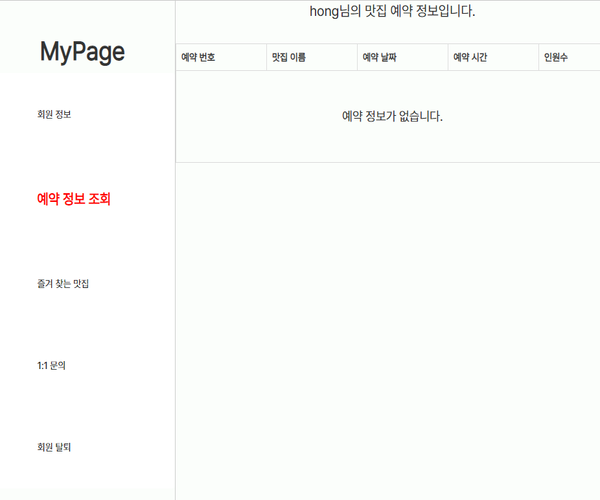 hong님의 맛집 예약 정보입니다.
MyPage
예약 번호 맛집 이름 예약 날짜 예약 시간 인원수
회원 정보
예약 정보가 없습니다.
예약 정보 조회
즐겨 찾는 맛집
1:1 문의
회원 탈퇴